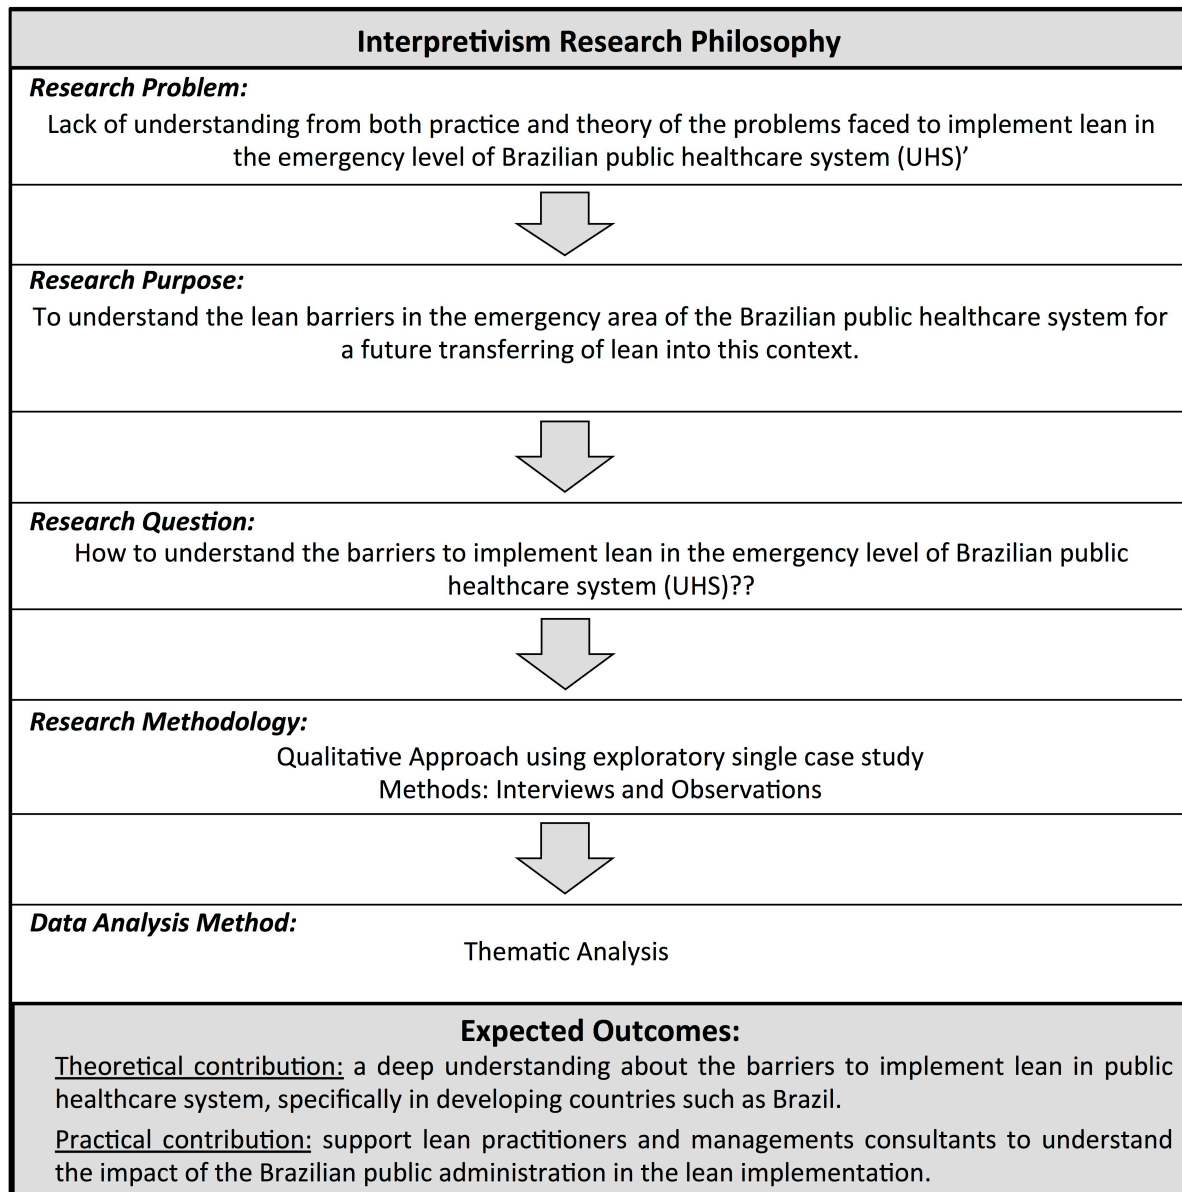 Interpretivism Research Philosophy
Research Problem:
Lack of understanding from both practice and theory of the problems faced to implement lean in
the emergency level of Brazilian public healthcare system (UHS)’
Research Purpose:
To understand the lean barriers in the emergency area of the Brazilian public healthcare system for
a future transferring of lean into this context.
Research Question:
How to understand the barriers to implement lean in the emergency level of Brazilian public
healthcare system (UHS)??
Research Methodology:
Qualitative Approach using exploratory single case study
Methods: Interviews and Observations
Data Analysis Method:
Thematic Analysis
Expected Outcomes:
Theoretical contribution: a deep understanding about the barriers to implement lean in public
healthcare system, specifically in developing countries such as Brazil.
Practical contribution: support lean practitioners and managements consultants to understand
the impact of the Brazilian public administration in the lean implementation.